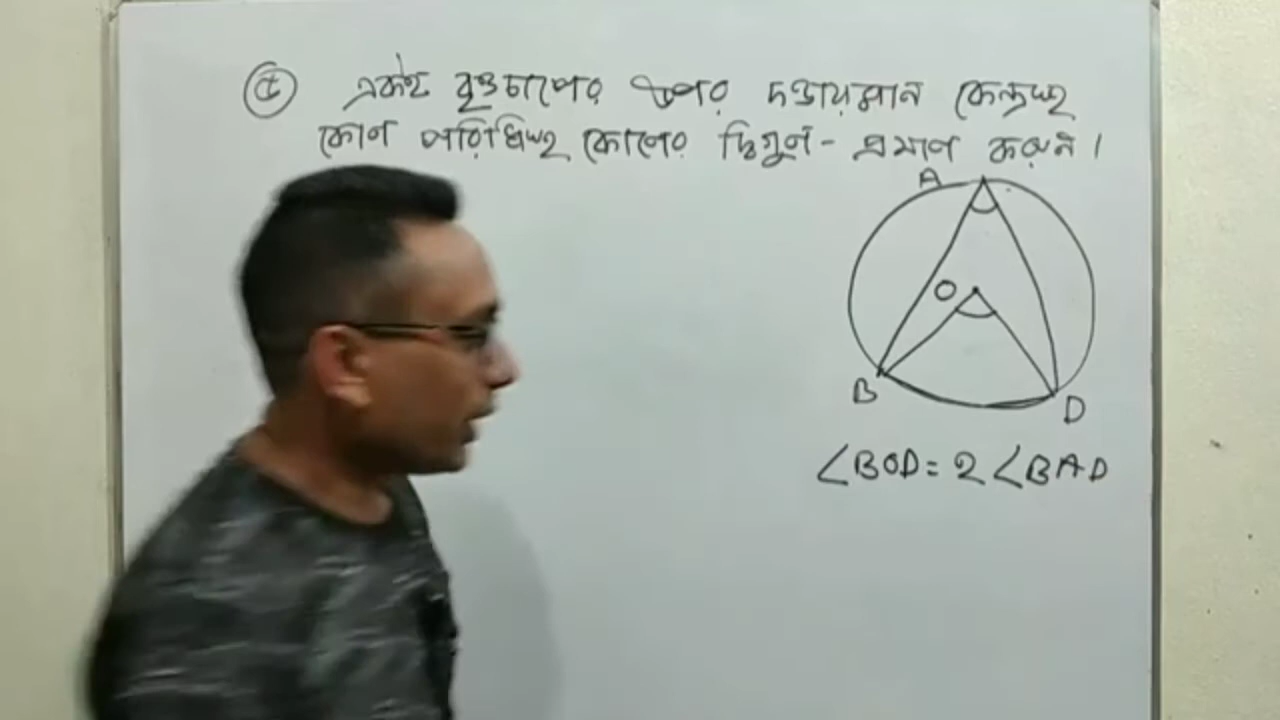 ৫ একই বৃত্তচাপের উপর দণ্ডায়মান কেন্দ্রস্থ
কোণ পরিধিস্থ কোণের দ্বিগুণ - প্রমাণ করুন।
A
O
B
D
∠BOD = 2 ∠BAD